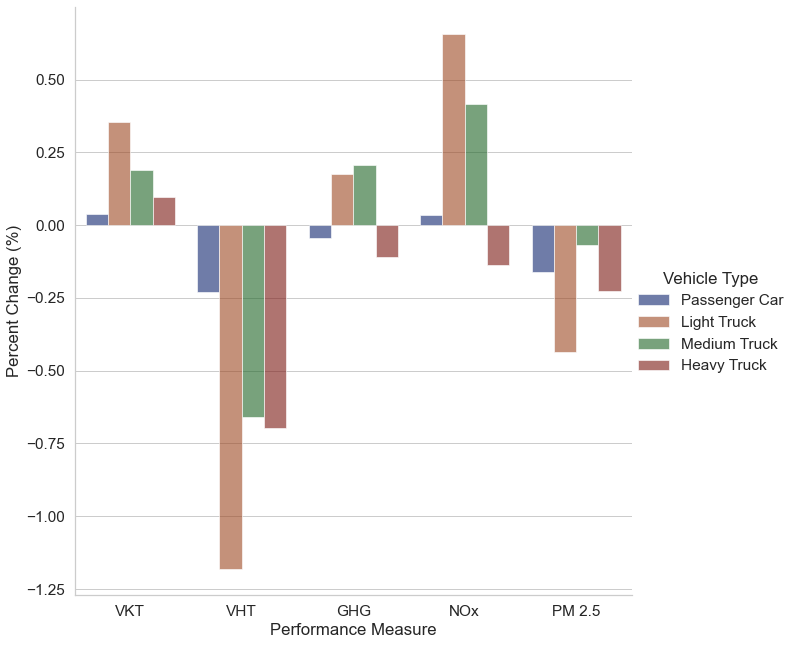 0.50
0.25
0.00
−0.25
−0.50
−0.75
−1.00
−1.25
Percent Change (%)
VKT VHT GHG NOx PM 2.5
Performance Measure
Vehicle Type
Passenger Car
Light Truck
Medium Truck
Heavy Truck